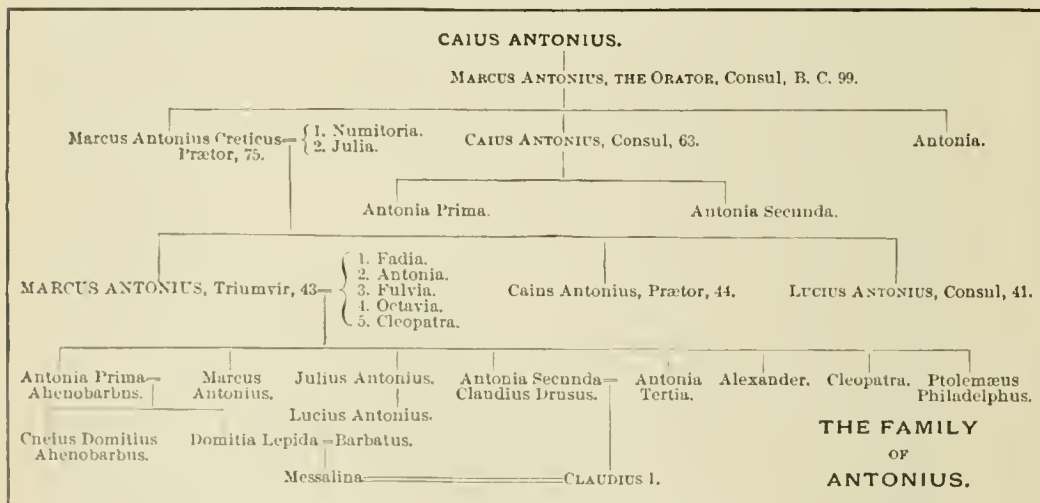 CAIUS ANTONIUS.
MARCUS ANTONIUS, THE ORATOR, Consul, B. C. 99.
Marcus Antonius Creticus
Prætor, 75.
1. Numitoria.
2. Julia.
CAIUS ANTONIUS, Consul, 63.
Antonia.
Antonia Prima.
Antonia Secunda.
MARCUS ANTONIUS, Triumvir, 43
1. Fadia.
2. Antonia.
3. Fulvia.
4. Octavia.
5. Cleopatra.
Caius Antonius, Prætor, 44.
LUCIUS ANTONIUS, Consul, 41.
Antonia Prima
Ahenobarbus.
Marcus
Antonius.
Julius Antonius.
Antonia Secunda
Claudius Drusus.
Antonia
Tertia.
Alexander.
Cleopatra.
Ptolemæus
Philadelphus.
Lucius Antonius.
Cneius Domitius
Ahenobarbus.
Domitia Lepida = Barbatus.
Messalina
CLAUDIUS I.
THE FAMILY
OF
ANTONIUS.